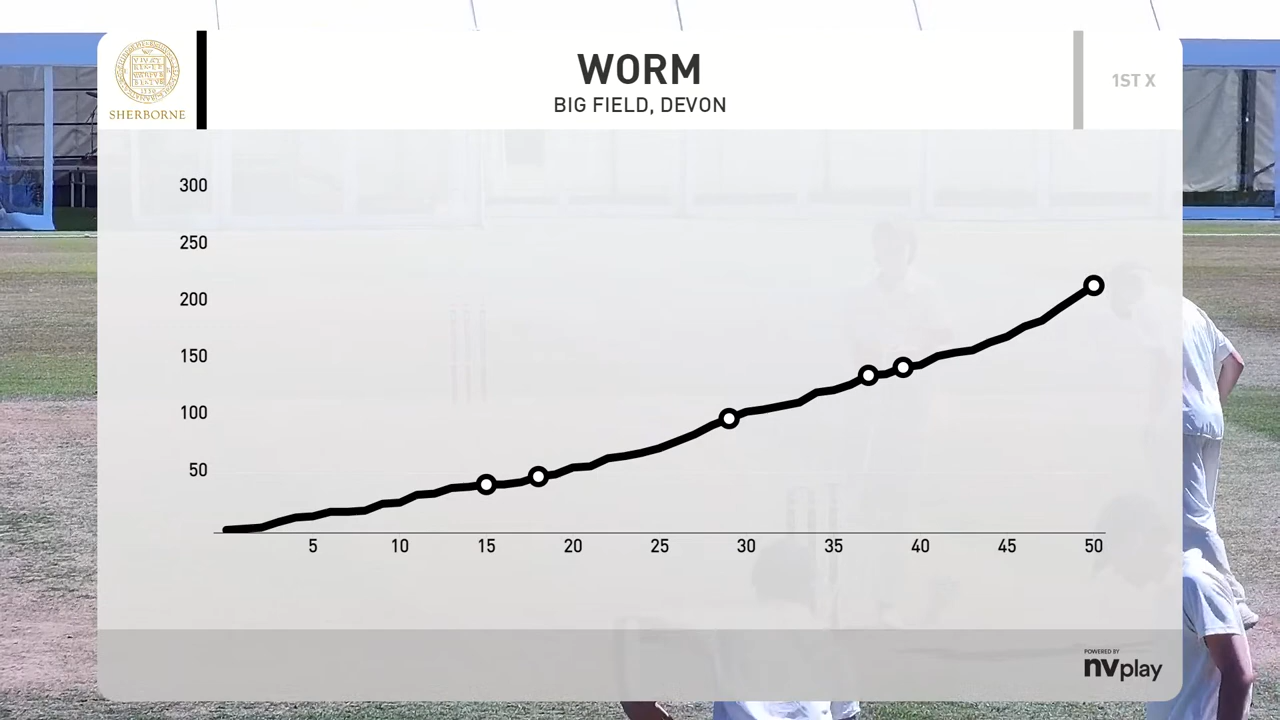 WORM
BIG FIELD, DEVON
SHERBORNE
1ST X
300
250
200
150
100
50
5 10 15 20 25 30 35 40 45 50
POWERED BY
nvplay